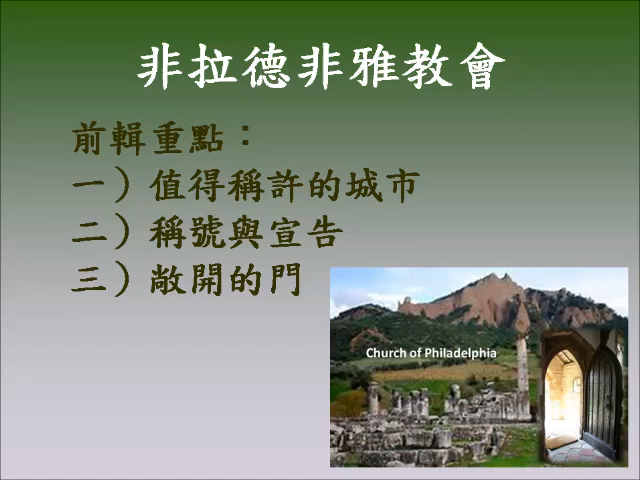 非拉德非雅教會
前輯重點：
一）值得稱許的城市
二）稱號與宣告
三）敞開的門
Church of Philadelphia